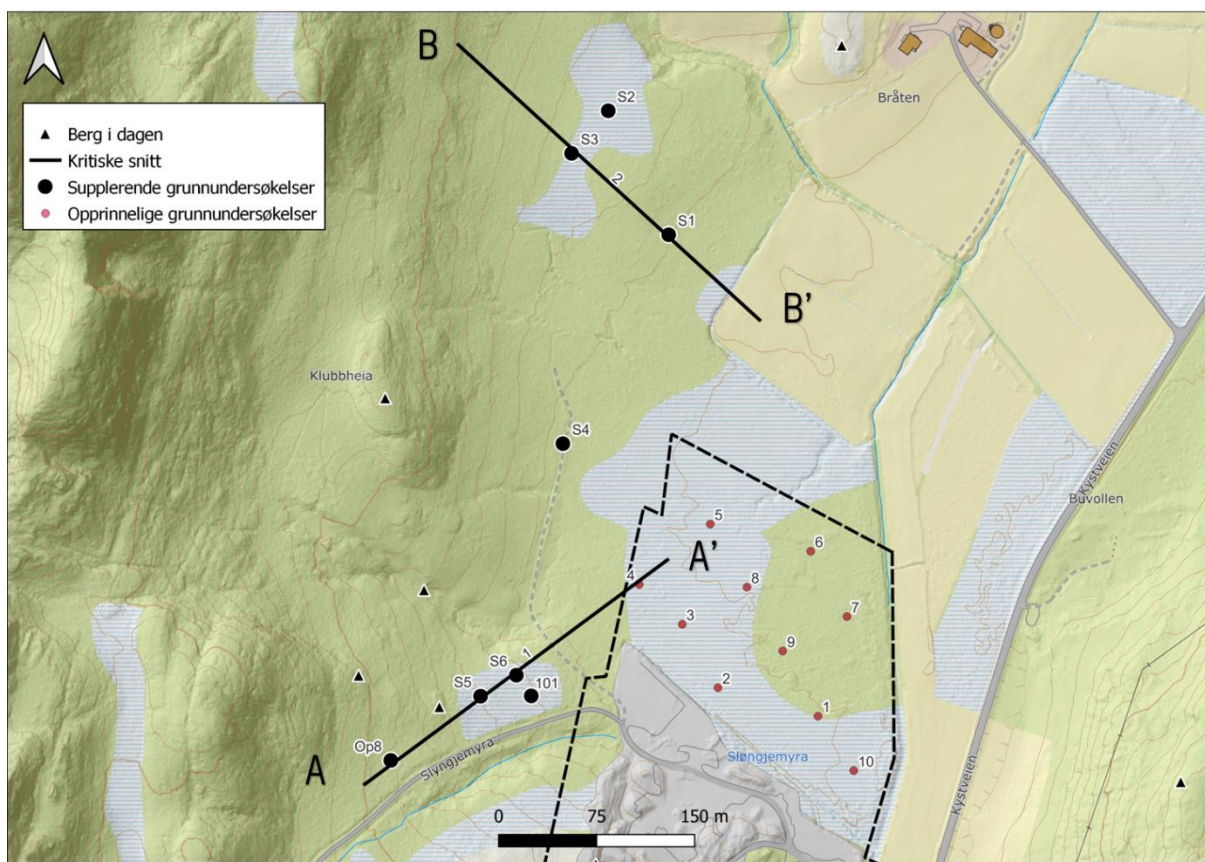 B
S2
Bråten
Berg i dagen
Kritiske snitt
Supplerende grunnundersøkelser
Opprinnelige grunnundersøkelser
S3
2
S1
B'
Klubbheia
S4
Kystveien
Buvollen
5
6
A'
4
8
7
3
9
S6
1
S5
101
2
1
Op8
A
Slyngjemyra
Sløngjemyra
10
Kystveien
0
75
150 m